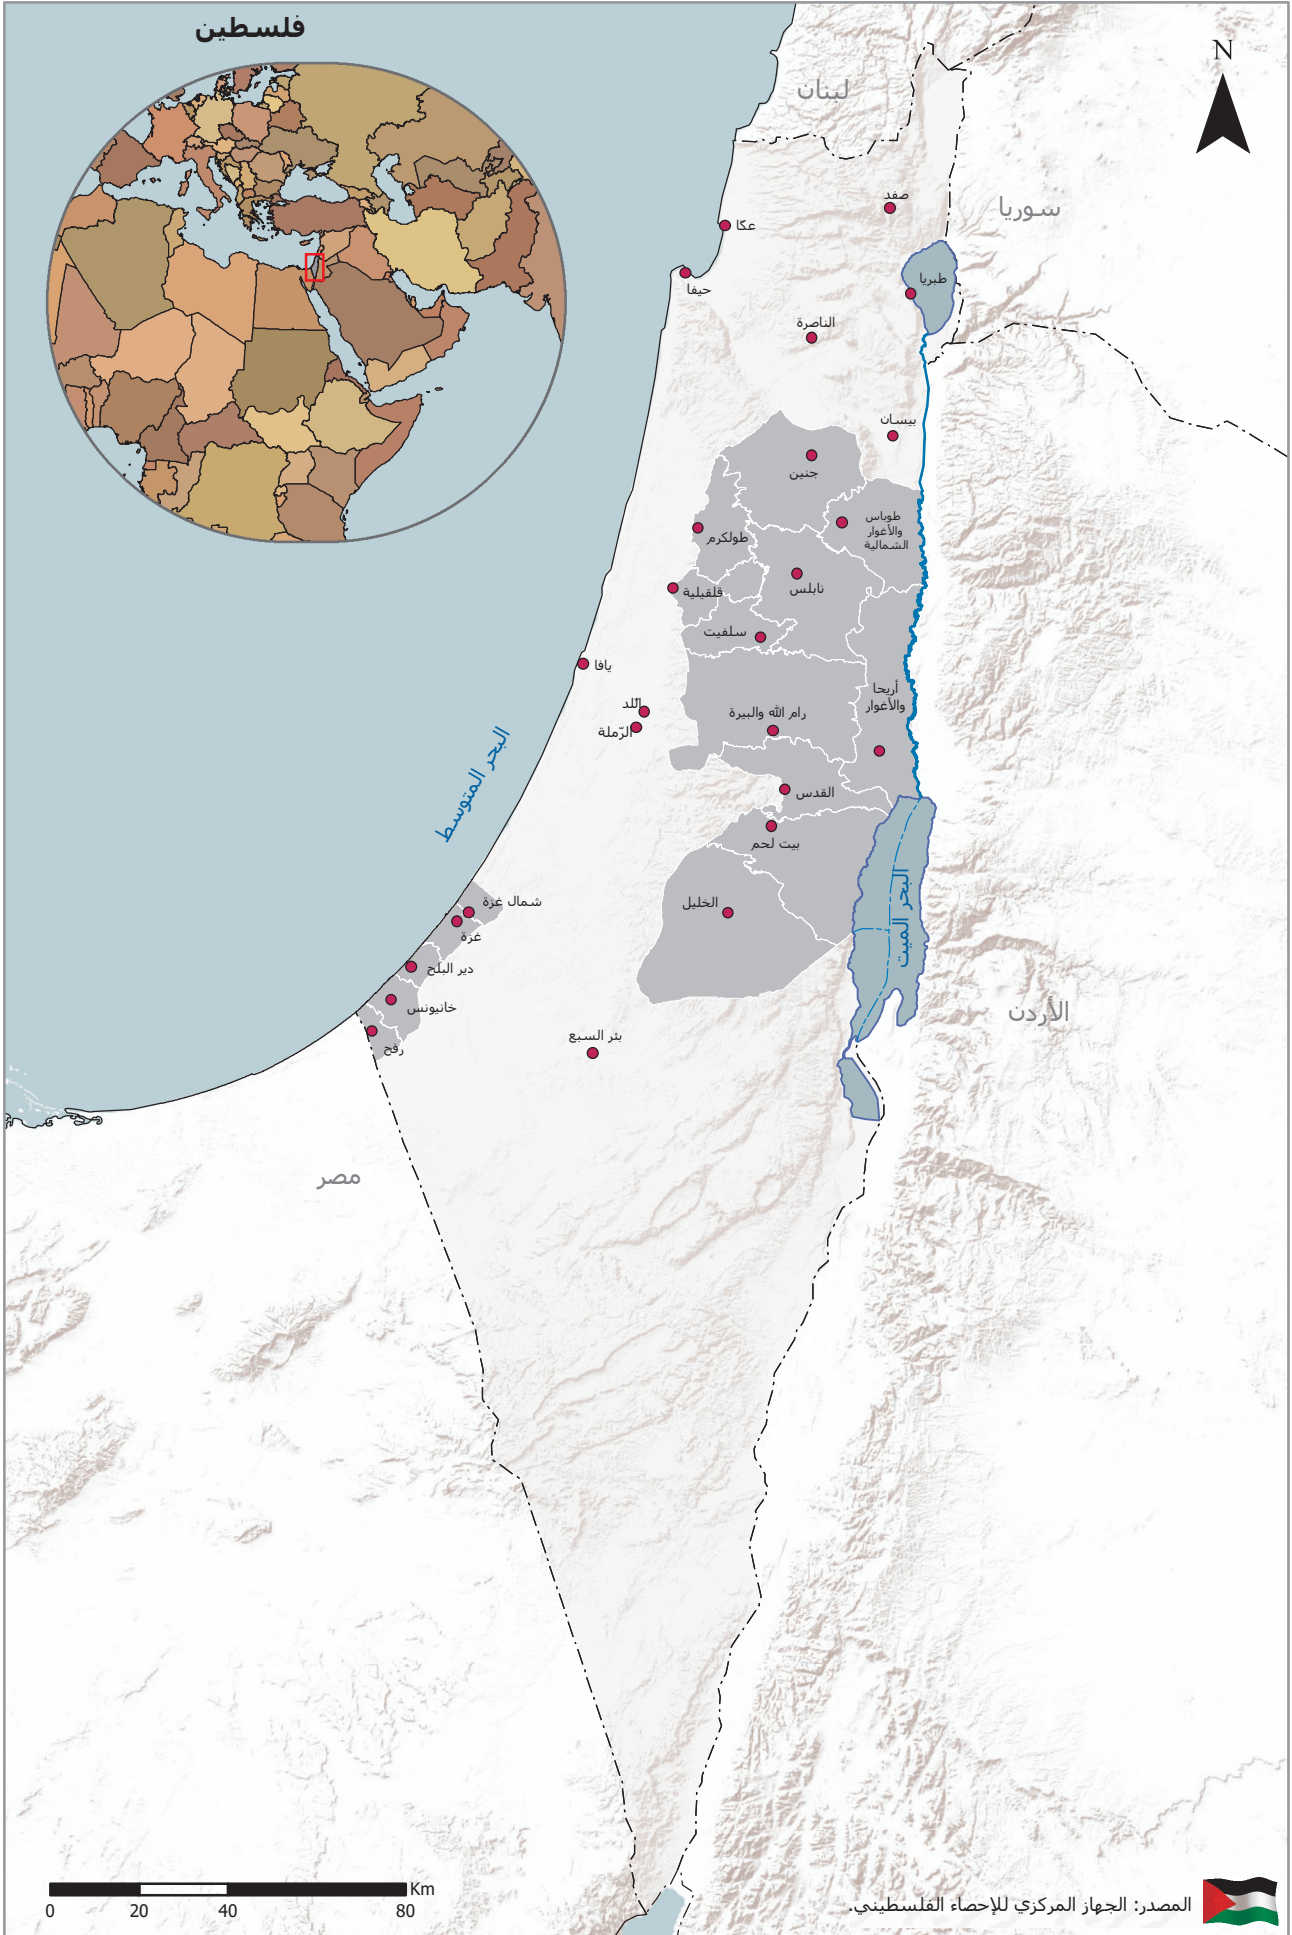 فلسطين
N
لبنان
سوريا
صفد
عكّا
حيفا
طبريا
الناصرة
بيسان
جنين
طوباس
والأغوار
الشمالية
طولكرم
نابلس
قلقيلية
سلفيت
يافا
أريحا
والأغوار
اللّد
رام الله والبيرة
الرّملة
البحر المتوسط
القدس
بيت لحم
البحر الميت
شمال غزة
الخليل
غزة
دير البلح
خانيونس
الأردن
بئر السبع
رفح
مصر
Km
0 20 40 80
المصدر: الجهاز المركزي للإحصاء الفلسطيني.